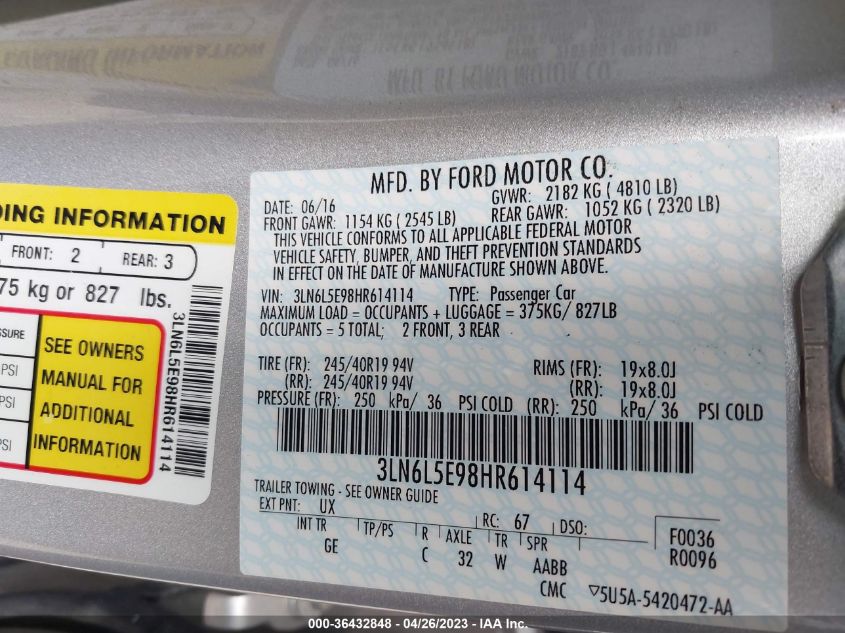 MFD. BY FORD MOTOR CO.
DATE: 06/16 GVWR: 2182 KG ( 4810 LB)
FRONT GAWR: 1154 KG ( 2545 LB) REAR GAWR: 1052 KG ( 2320 LB)
THIS VEHICLE CONFORMS TO ALL APPLICABLE FEDERAL MOTOR
VEHICLE SAFETY, BUMPER, AND THEFT PREVENTION STANDARDS
IN EFFECT ON THE DATE OF MANUFACTURE SHOWN ABOVE.
VIN: 3LN6L5E98HR614114 TYPE: Passenger Car
MAXIMUM LOAD = OCCUPANTS + LUGGAGE = 375KG/ 827LB
OCCUPANTS = 5 TOTAL; 2 FRONT, 3 REAR
TIRE (FR): 245/40R19 94V RIMS (FR): 19x8.0J
(RR): 245/40R19 94V (RR): 19x8.0J
PRESSURE (FR): 250 kPa/ 36 PSI COLD (RR): 250 kPa/ 36 PSI COLD
3LN6L5E98HR614114
TRAILER TOWING - SEE OWNER GUIDE
EXT PNT: UX RC: 67 DSO:
INT TR TP/PS R AXLE TR SPR F0036
GE C 32 W AABB R0096
CMC ▽5U5A-5420472-AA
DING INFORMATION
FRONT: 2 REAR: 3
75 kg or 827 lbs.
SSURE
PSI
PSI
PSI
SEE OWNERS
MANUAL FOR
ADDITIONAL
INFORMATION
3LN6L5E98HR614114
000-36432848 - 04/26/2023 - IAA Inc.